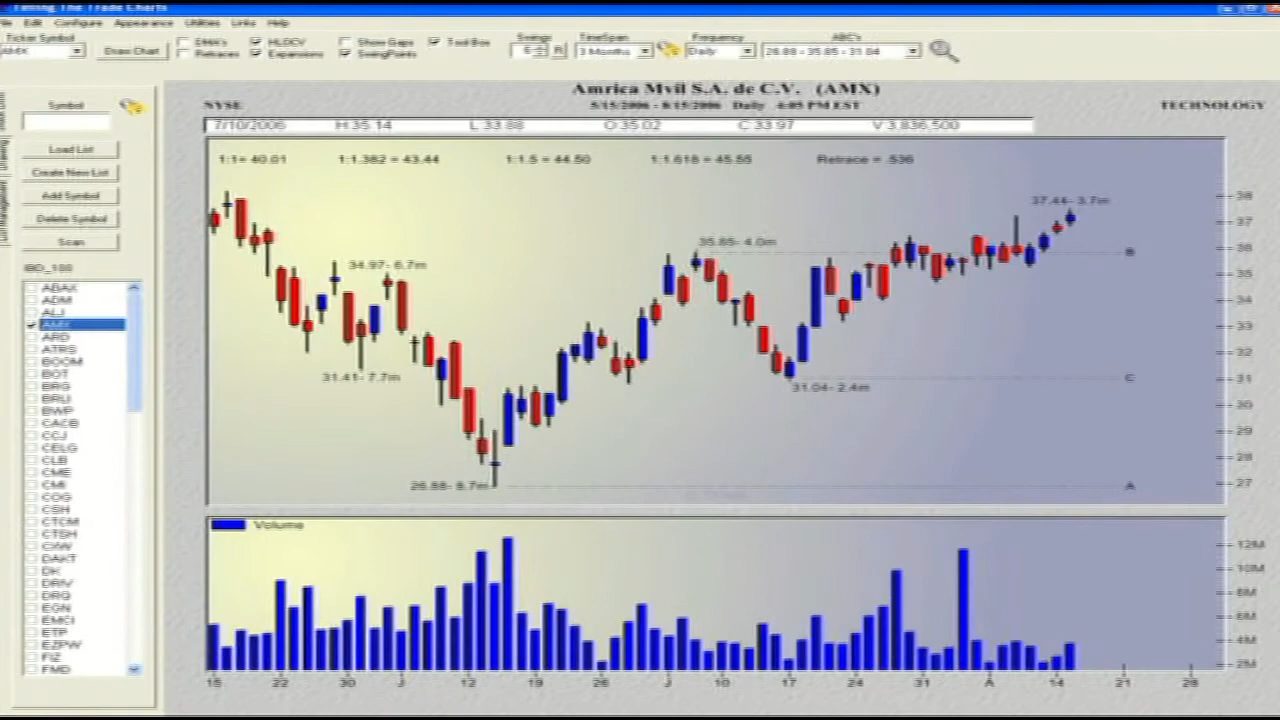 Timing The Trade Charts
File Edit Configure Appearance Utilities Links Help
Ticker Symbol Swings TimeSpan Frequency ABC's
AMX Draw Chart DMA's HLOCV Show Gaps Tool Box 5 R 3 Months Daily 26.88 - 35.85 - 31.04
Retraces Expansions SwingPoints
Amrica Mvil S.A. de C.V. (AMX)
NYSE 5/15/2006 - 8/15/2006 Daily 4:05 PM EST TECHNOLOGY
Symbol
7/10/2006 H 35.14 L 33.88 O 35.02 C 33.97 V 3,836,500
Load List
Create New List
Add Symbol
Delete Symbol
Scan
1:1= 40.01 1:1.382 = 43.44 1:1.5 = 44.50 1:1.618 = 45.55 Retrace = .536
37.44- 3.7m
35.85- 4.0m
34.97- 6.7m
31.41- 7.7m
31.04- 2.4m
26.88- 8.7m
B
C
A
38
37
36
35
34
33
32
31
30
29
28
27
IBD_100
ABAX
ADM
ALJ
AMX
ARD
ATRS
BOOM
BOT
BRG
BRLI
BWP
CACB
CCJ
CELG
CLB
CME
CMI
COG
CSH
CTCM
CTSH
CXW
DAKT
DK
DRIV
DRQ
EGN
EMCI
ETP
EZPW
FIZ
FMD
Volume
12M
10M
8M
6M
4M
2M
15 22 30 J 12 19 26 J 10 17 24 31 A 14 21 28